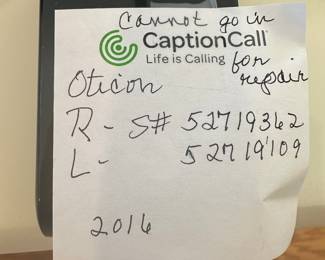 Cannot go in
CaptionCall
Life is Calling
for
repair
Oticon
R - S# 52719362
L - 52719109
2016